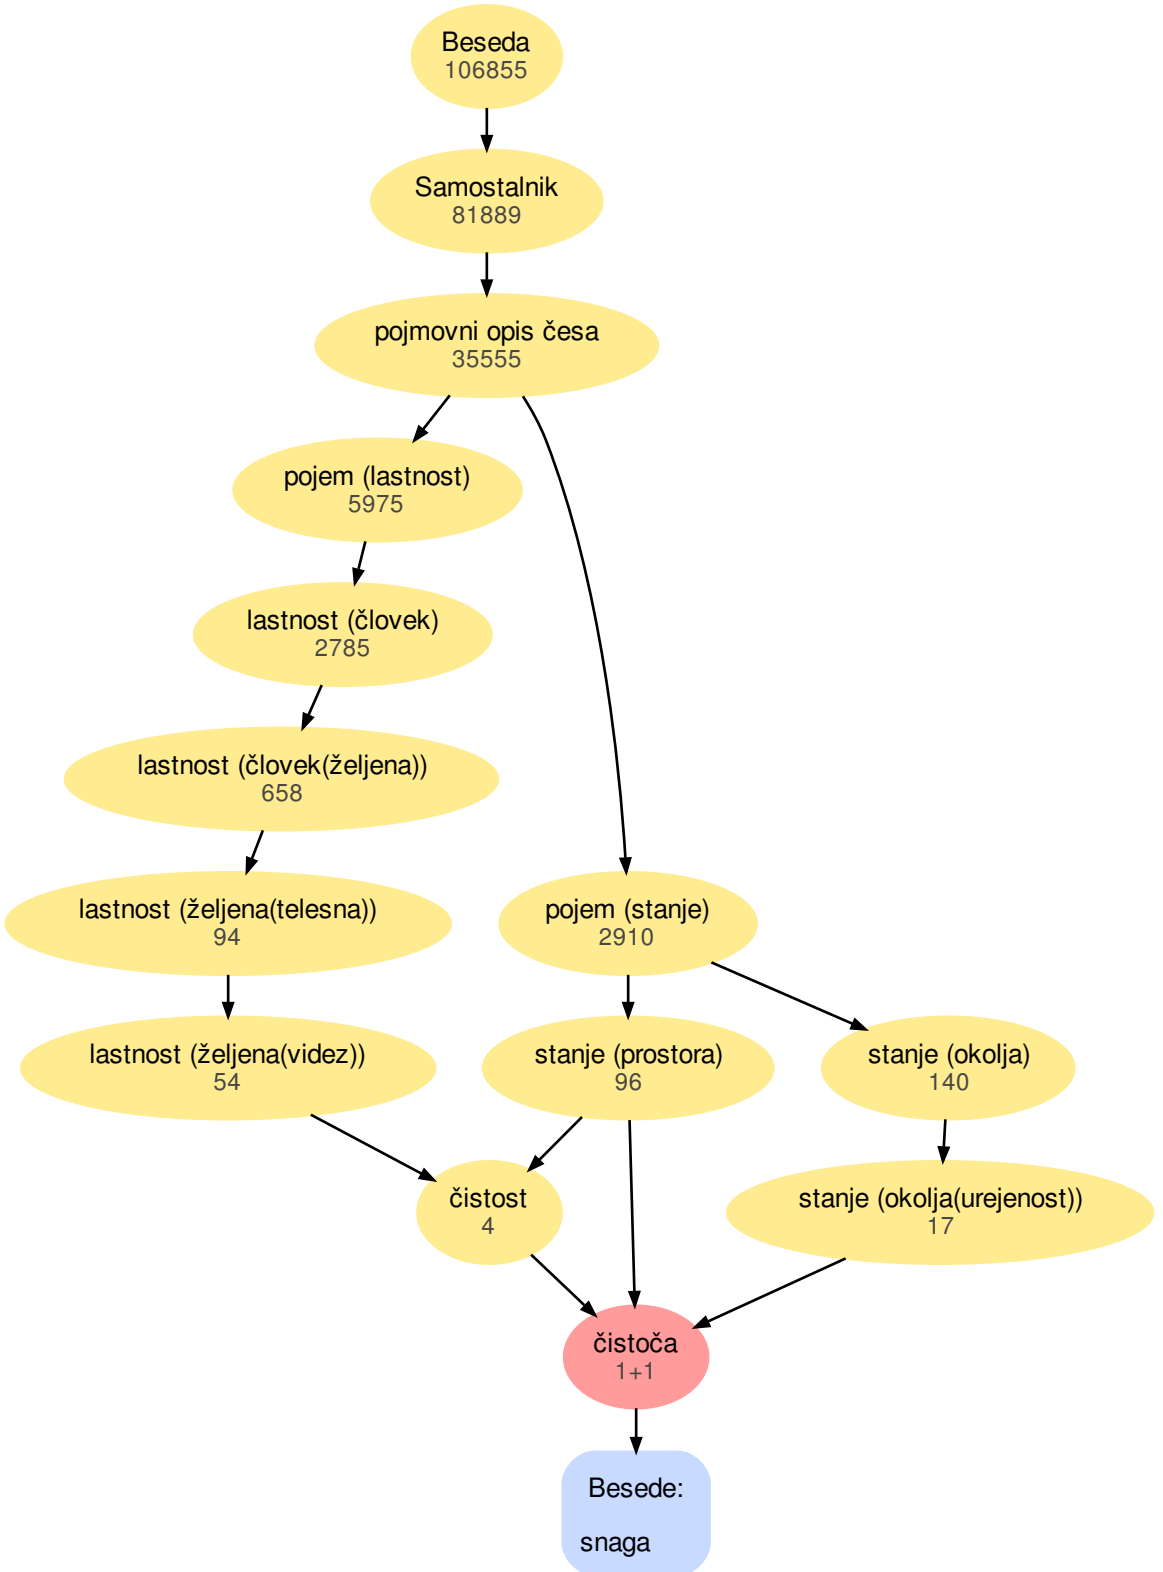 Beseda
106855
Samostalnik
81889
pojmovni opis česa
35555
pojem (lastnost)
5975
lastnost (človek)
2785
lastnost (človek(željena))
658
lastnost (željena(telesna))
94
pojem (stanje)
2910
lastnost (željena(videz))
54
stanje (prostora)
96
stanje (okolja)
140
čistost
4
stanje (okolja(urejenost))
17
čistoča
1+1
Besede:
snaga